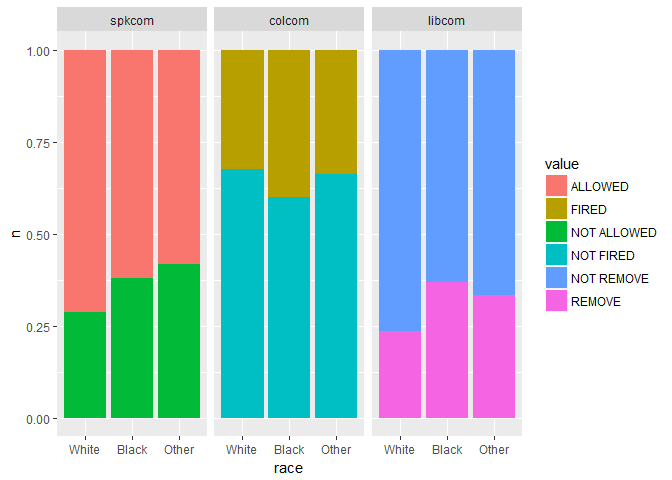 spkcom colcom libcom
1.00
0.75
0.50
0.25
0.00
n
White Black Other White Black Other White Black Other
race
value
ALLOWED
FIRED
NOT ALLOWED
NOT FIRED
NOT REMOVE
REMOVE